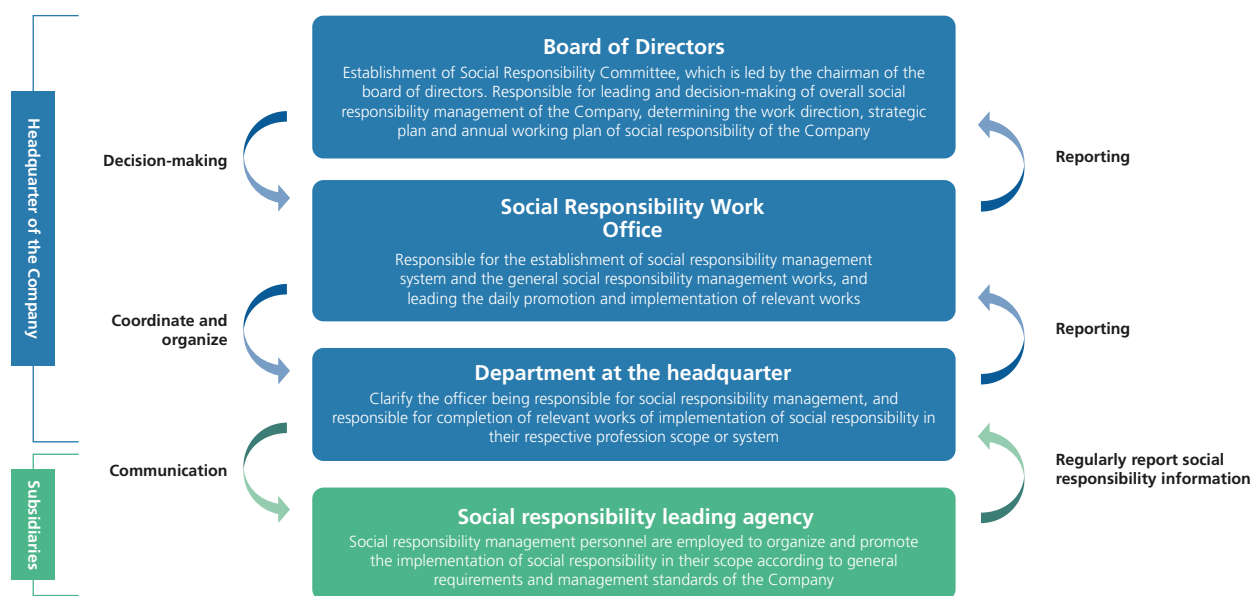 Headquarter of the Company
Board of Directors
Establishment of Social Responsibility Committee, which is led by the chairman of the
board of directors. Responsible for leading and decision-making of overall social
responsibility management of the Company, determining the work direction, strategic
plan and annual working plan of social responsibility of the Company
Decision-making
Reporting
Social Responsibility Work
Office
Responsible for the establishment of social responsibility management
system and the general social responsibility management works, and
leading the daily promotion and implementation of relevant works
Coordinate and
organize
Reporting
Department at the headquarter
Clarify the officer being responsible for social responsibility management, and
responsible for completion of relevant works of implementation of social responsibility in
their respective profession scope or system
Communication
Regularly report social
responsibility information
Subsidiaries
Social responsibility leading agency
Social responsibility management personnel are employed to organize and promote
the implementation of social responsibility in their scope according to general
requirements and management standards of the Company